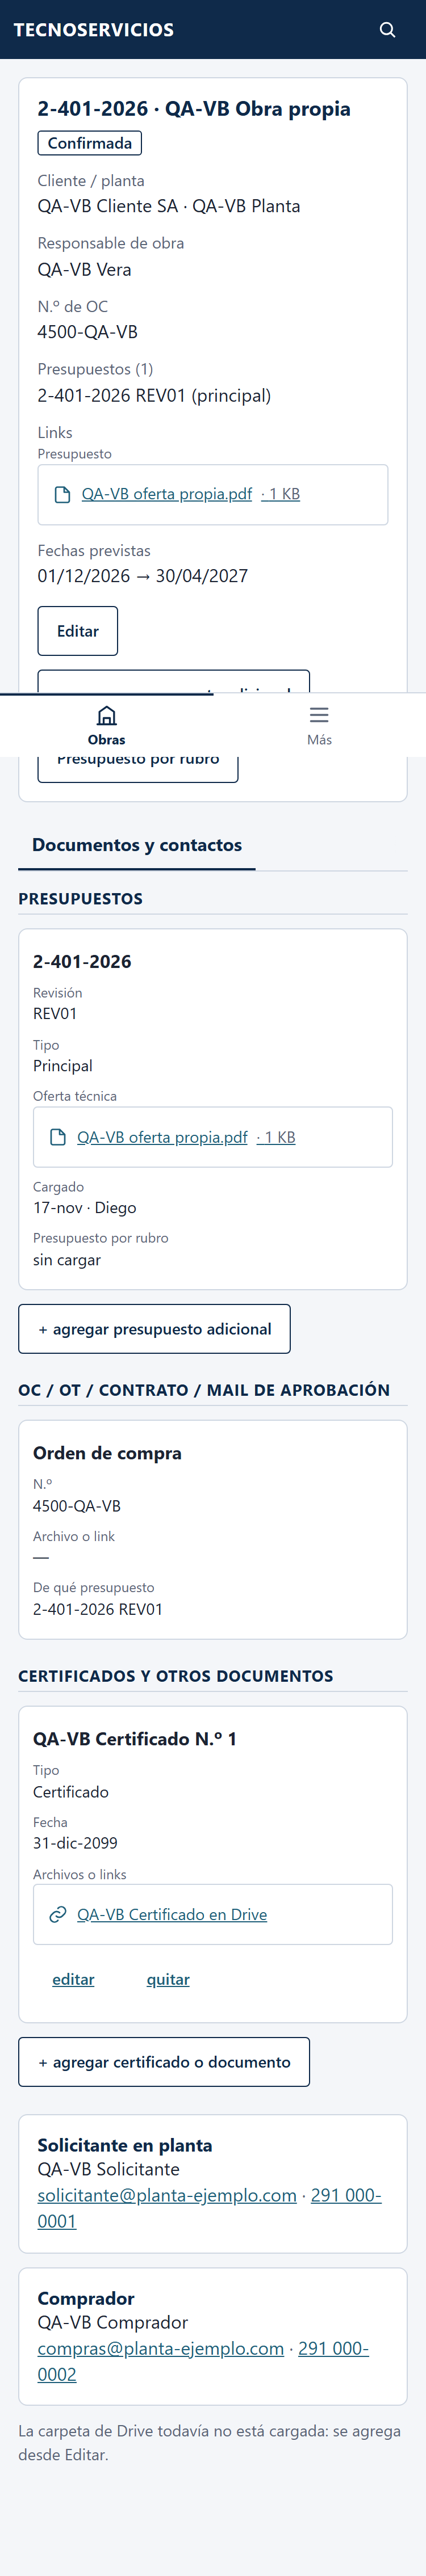 TECNOSERVICIOS
2-401-2026 · QA-VB Obra propia
Confirmada
Cliente / planta
QA-VB Cliente SA · QA-VB Planta
Responsable de obra
QA-VB Vera
N.º de OC
4500-QA-VB
Presupuestos (1)
2-401-2026 REV01 (principal)
Links
Presupuesto
QA-VB oferta propia.pdf · 1 KB
Fechas previstas
01/12/2026 → 30/04/2027
Editar
Obras
Más
Presupuesto por rubro
Documentos y contactos
PRESUPUESTOS
2-401-2026
Revisión
REV01
Tipo
Principal
Oferta técnica
QA-VB oferta propia.pdf · 1 KB
Cargado
17-nov · Diego
Presupuesto por rubro
sin cargar
+ agregar presupuesto adicional
OC / OT / CONTRATO / MAIL DE APROBACIÓN
Orden de compra
N.º
4500-QA-VB
Archivo o link
—
De qué presupuesto
2-401-2026 REV01
CERTIFICADOS Y OTROS DOCUMENTOS
QA-VB Certificado N.º 1
Tipo
Certificado
Fecha
31-dic-2099
Archivos o links
QA-VB Certificado en Drive
editar quitar
+ agregar certificado o documento
Solicitante en planta
QA-VB Solicitante
solicitante@planta-ejemplo.com · 291 000-
0001
Comprador
QA-VB Comprador
compras@planta-ejemplo.com · 291 000-
0002
La carpeta de Drive todavía no está cargada: se agrega
desde Editar.